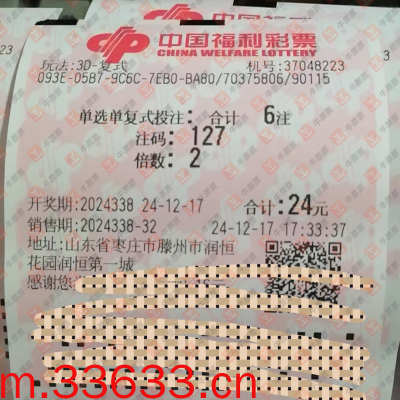 中国福利彩票
CHINA WELFARE LOTTERY
玩法:3D-复式 机号:37048223
093E-05B7-9C6C-7EB0-BA80/70375806/90115
23
3
单选单复式投注: 合计 6注
注码: 127
倍数: 2
开奖期:2024338 24-12-17 合计:24元
销售期:2024338-32 24-12-17 17:33:37
地址:山东省枣庄市滕州市润恒
花园润恒第一城
感谢您
m.33633.cn